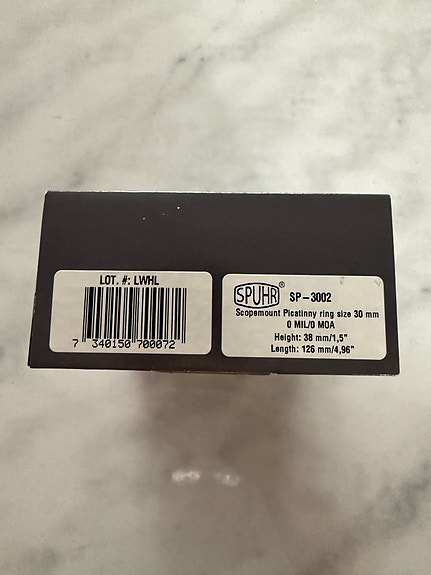 LOT. #: LWHL
7 340150 700072
SPUHR® SP-3002
Scopemount Picatinny ring size 30 mm
0 MIL/0 MOA
Height: 38 mm/1,5"
Length: 126 mm/4,96"